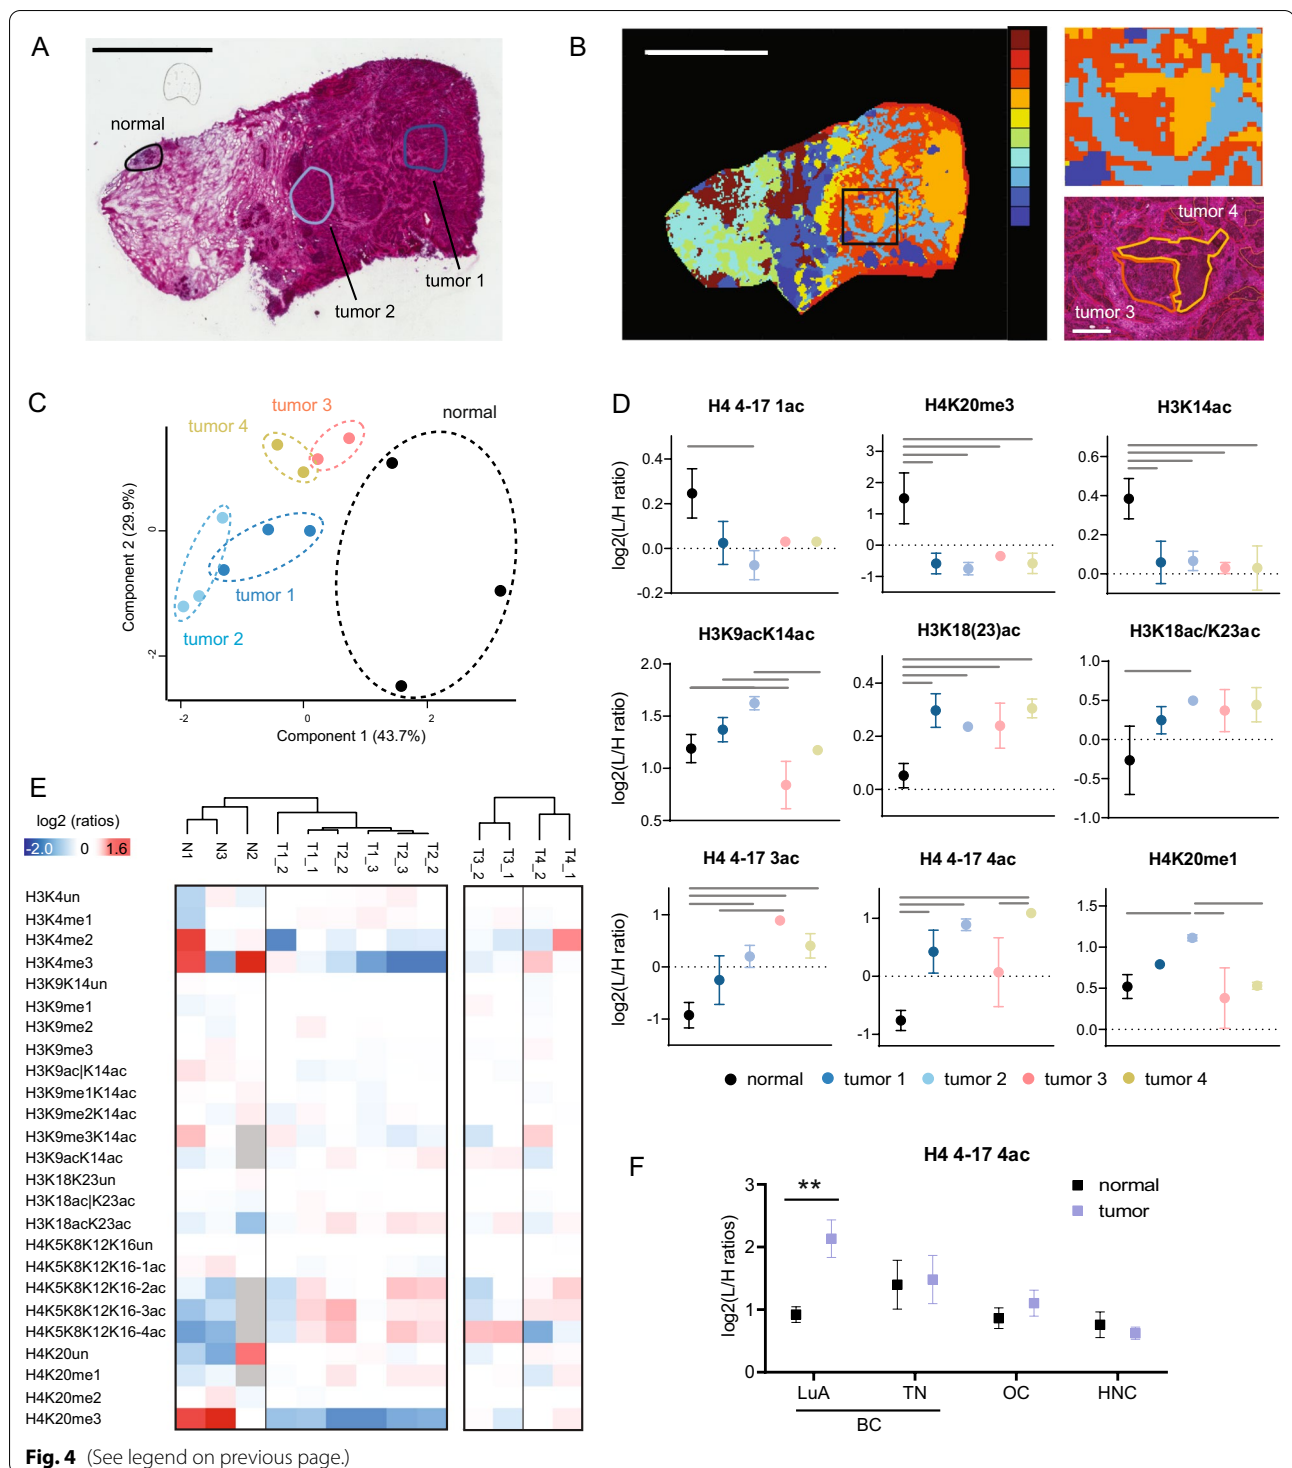 A
normal
tumor 1
tumor 2
B
tumor 4
tumor 3
C
tumor 3
normal
tumor 4
tumor 1
tumor 2
Component 2 (29.9%)
0
-2
-2
0
2
Component 1 (43.7%)
D
H4 4-17 1ac
H4K20me3
H3K14ac
log2(L/H ratio)
0.4
0.2
0.0
-0.2
3
2
1
0
-1
0.6
0.4
0.2
0.0
H3K9acK14ac
H3K18(23)ac
H3K18ac/K23ac
log2(L/H ratio)
2.0
1.5
1.0
0.5
0.4
0.2
0.0
1.0
0.5
0.0
-0.5
-1.0
H4 4-17 3ac
H4 4-17 4ac
H4K20me1
log2(L/H ratio)
1
0
-1
1
0
-1
1.5
1.0
0.5
0.0
normal
tumor 1
tumor 2
tumor 3
tumor 4
E
log2 (ratios)
-2.0
0
1.6
N1
N3
N2
T1_2
T1_1
T2_2
T1_3
T2_3
T2_2
T3_2
T3_1
T4_2
T4_1
H3K4un
H3K4me1
H3K4me2
H3K4me3
H3K9K14un
H3K9me1
H3K9me2
H3K9me3
H3K9ac|K14ac
H3K9me1K14ac
H3K9me2K14ac
H3K9me3K14ac
H3K9acK14ac
H3K18K23un
H3K18ac|K23ac
H3K18acK23ac
H4K5K8K12K16un
H4K5K8K12K16-1ac
H4K5K8K12K16-2ac
H4K5K8K12K16-3ac
H4K5K8K12K16-4ac
H4K20un
H4K20me1
H4K20me2
H4K20me3
F
H4 4-17 4ac
log2(L/H ratios)
3
2
1
0
**
normal
tumor
LuA
TN
OC
HNC
BC
Fig. 4 (See legend on previous page.)